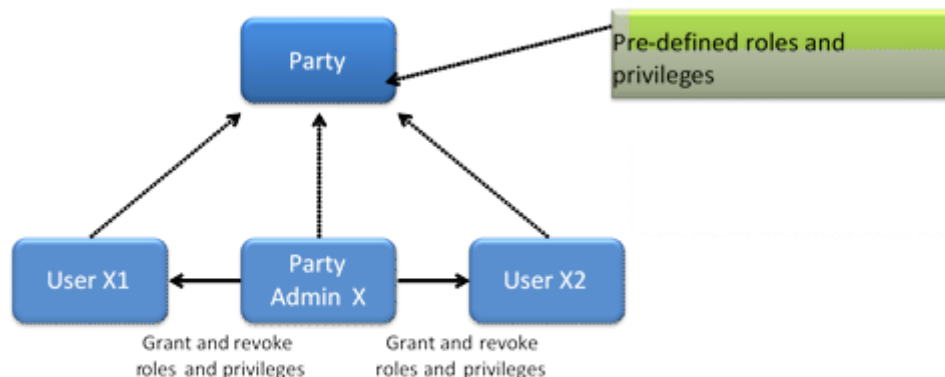 Party
Pre-defined roles and
privileges
User X1
Party
Admin X
User X2
Grant and revoke
roles and privileges
Grant and revoke
roles and privileges